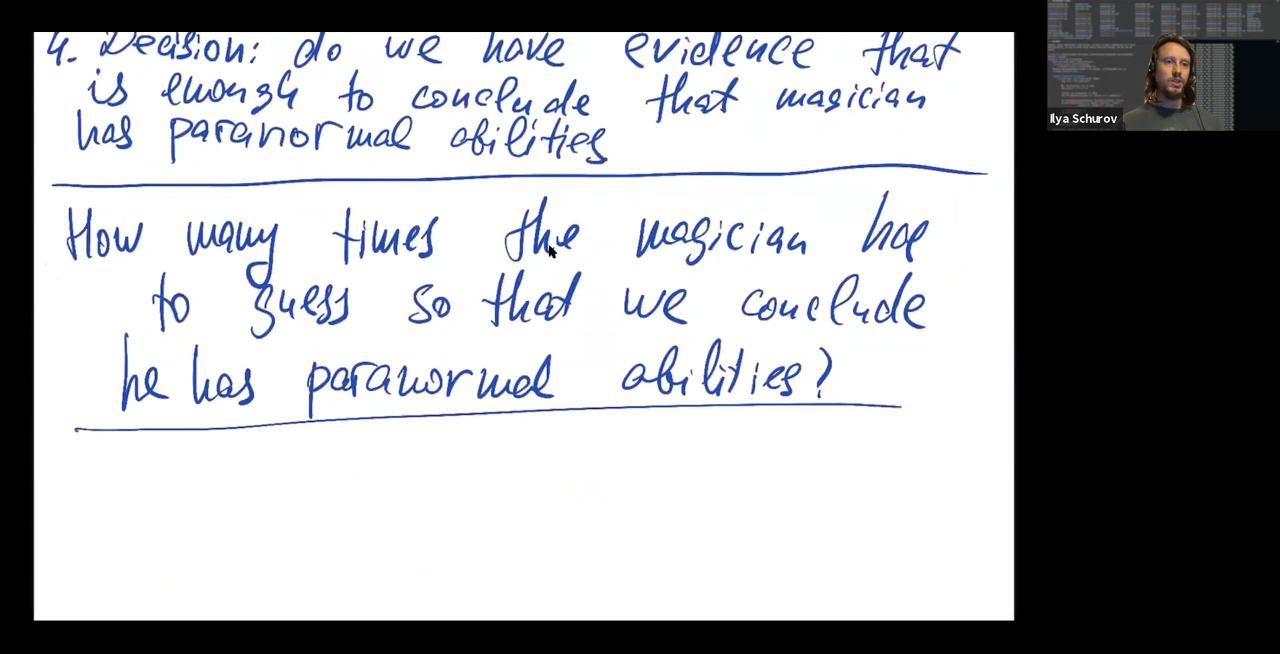 4. Decision: do we have evidence that
is enough to conclude that magician
has paranormal abilities
How many times the magician has
to guess so that we conclude
he has paranormal abilities?
Ilya Schurov